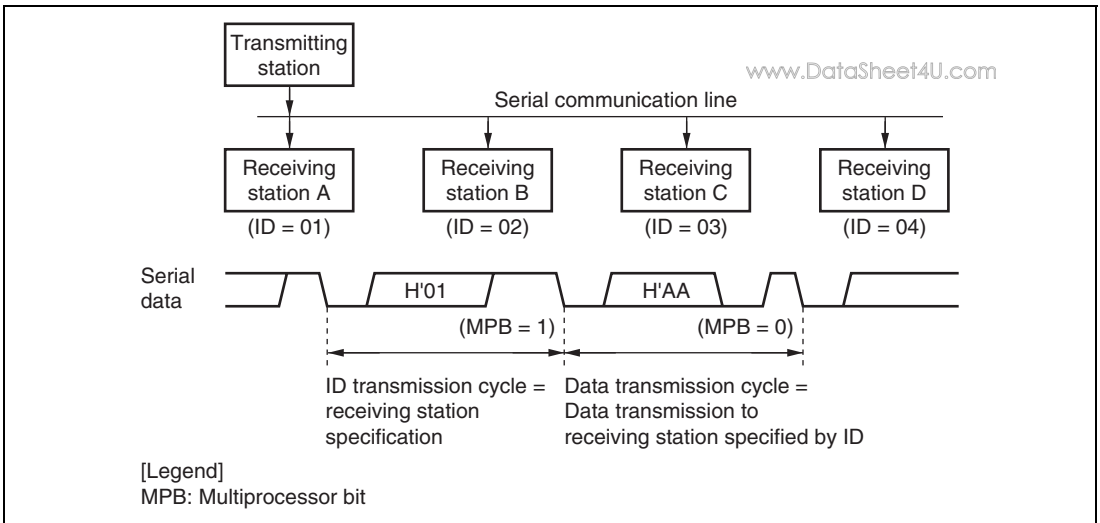 Transmitting
station
www.DataSheet4U.com
Serial communication line
Receiving
station A
Receiving
station B
Receiving
station C
Receiving
station D
(ID = 01)
(ID = 02)
(ID = 03)
(ID = 04)
Serial
data
H'01
H'AA
(MPB = 1)
(MPB = 0)
ID transmission cycle =
receiving station
specification
Data transmission cycle =
Data transmission to
receiving station specified by ID
[Legend]
MPB: Multiprocessor bit